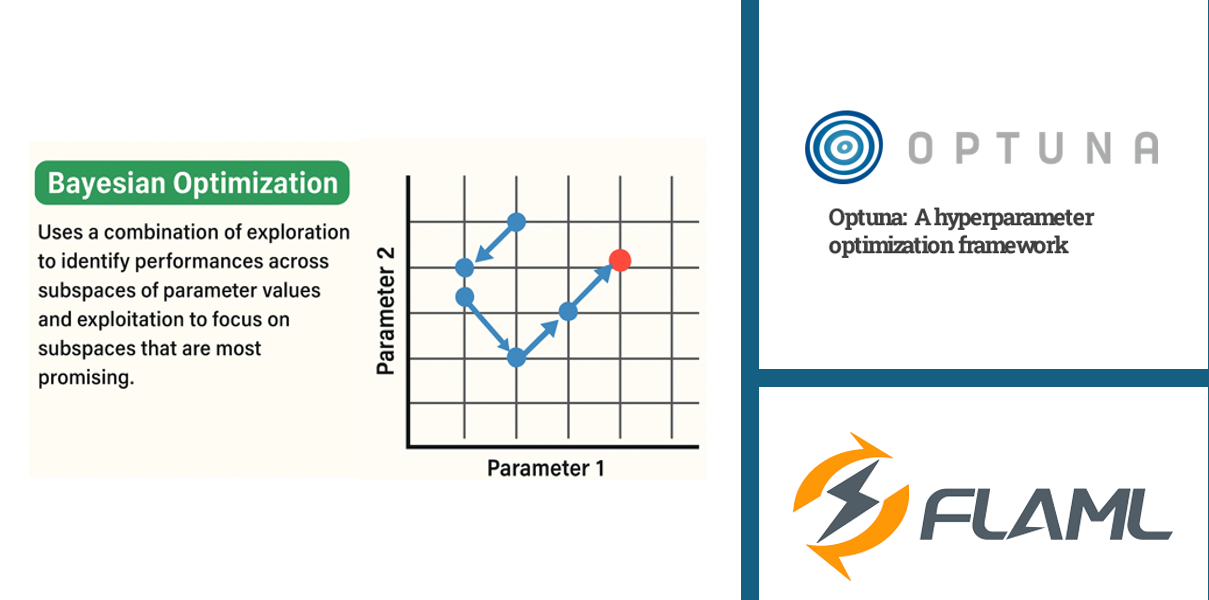 Bayesian Optimization
Uses a combination of exploration
to identify performances across
subspaces of parameter values
and exploitation to focus on
subspaces that are most
promising.
Parameter 2
Parameter 1
OPTUNA
Optuna: A hyperparameter
optimization framework
FLAML